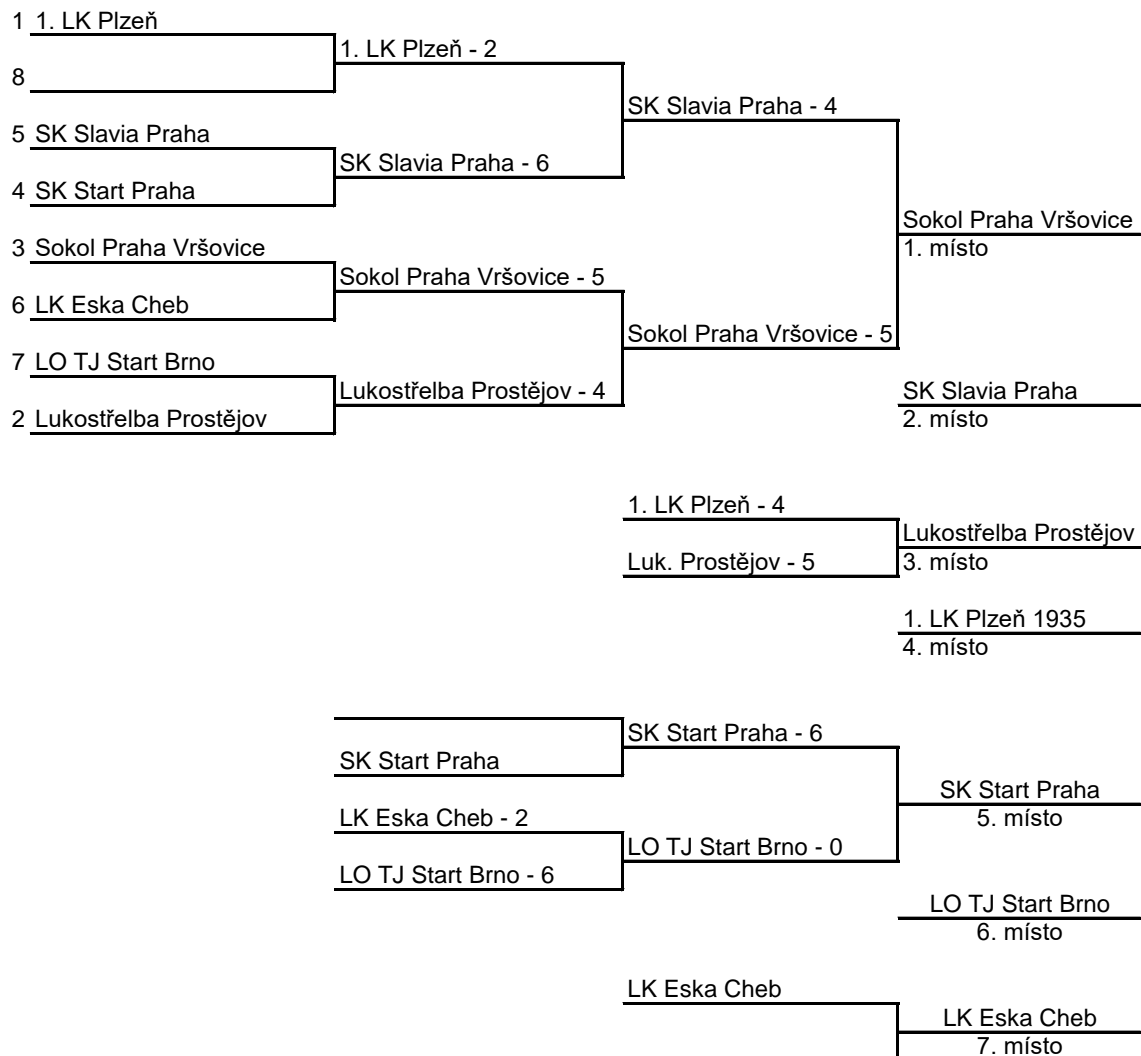 1 1. LK Plzeň
1. LK Plzeň - 2
8
SK Slavia Praha - 4
5 SK Slavia Praha
SK Slavia Praha - 6
4 SK Start Praha
Sokol Praha Vršovice
1. místo
3 Sokol Praha Vršovice
Sokol Praha Vršovice - 5
6 LK Eska Cheb
Sokol Praha Vršovice - 5
7 LO TJ Start Brno
Lukostřelba Prostějov - 4
SK Slavia Praha
2. místo
2 Lukostřelba Prostějov
1. LK Plzeň - 4
Lukostřelba Prostějov
3. místo
Luk. Prostějov - 5
1. LK Plzeň 1935
4. místo
SK Start Praha - 6
SK Start Praha
SK Start Praha
5. místo
LK Eska Cheb - 2
LO TJ Start Brno - 0
LO TJ Start Brno - 6
LO TJ Start Brno
6. místo
LK Eska Cheb
LK Eska Cheb
7. místo